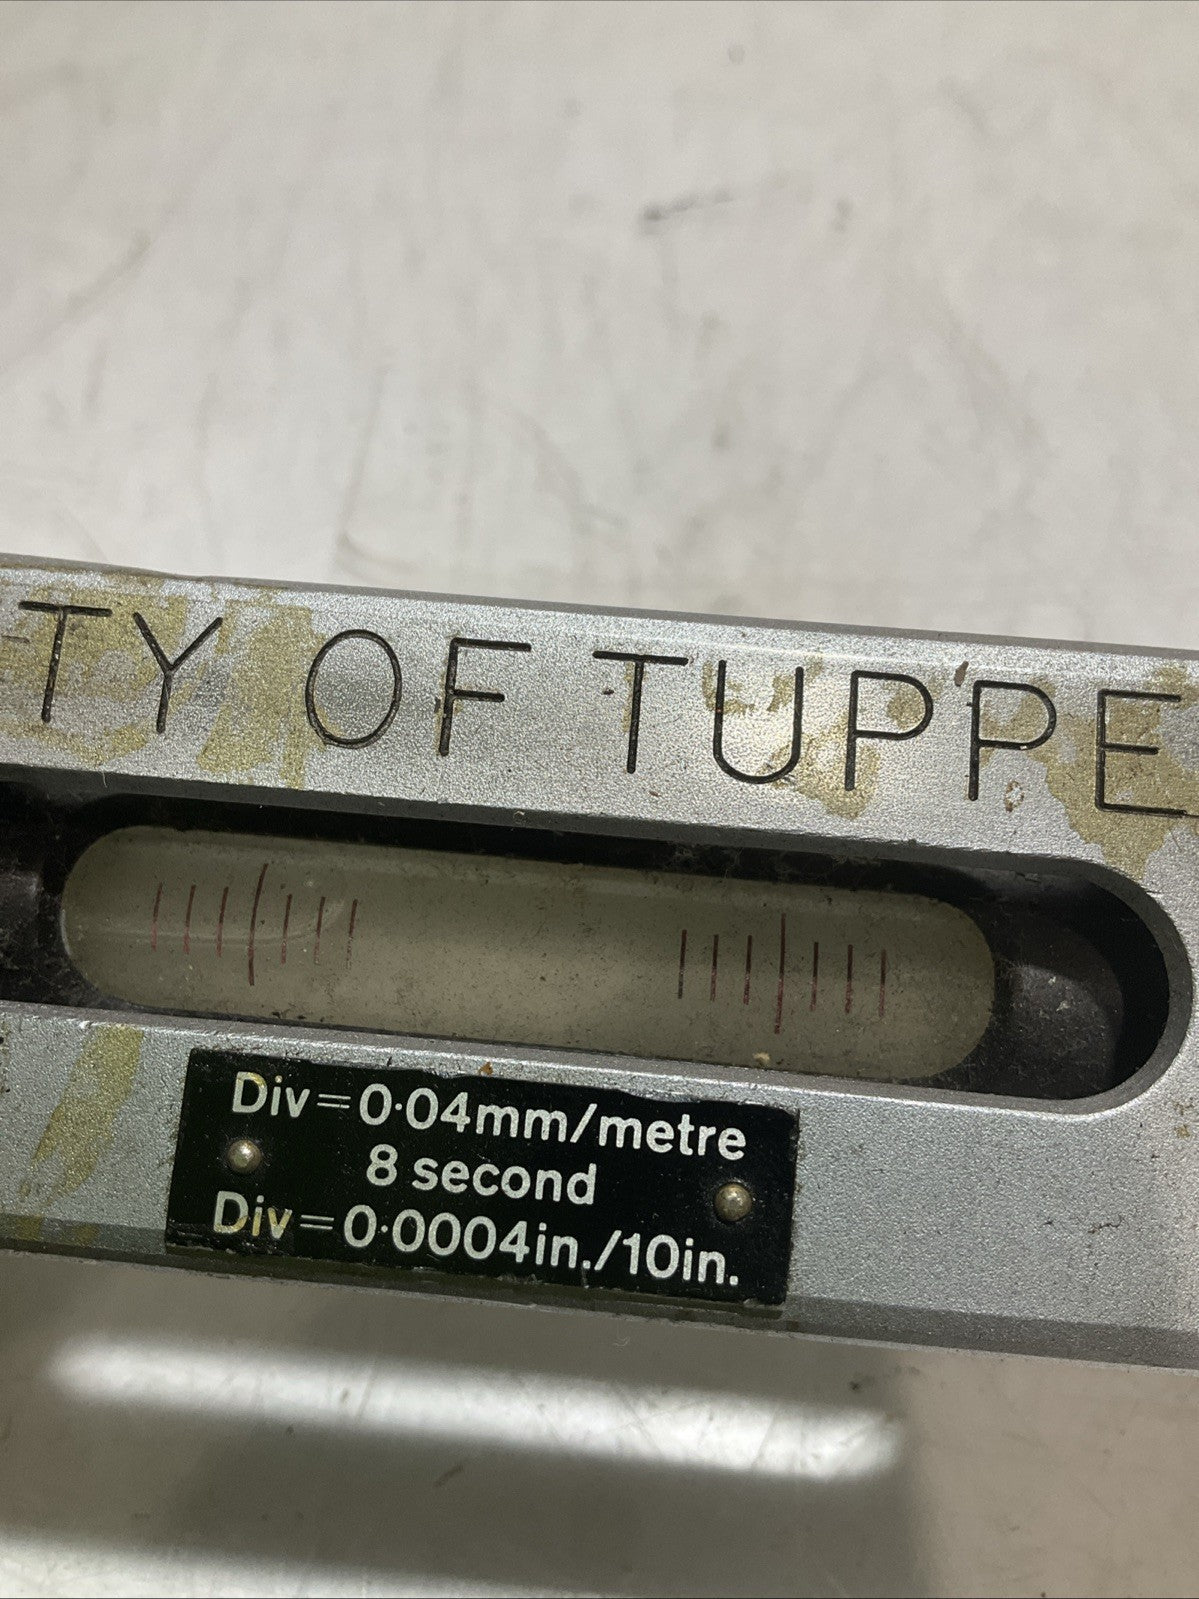 TY OF TUPPE
Div=0·04mm/metre
8 second
Div=0·0004in./10in.